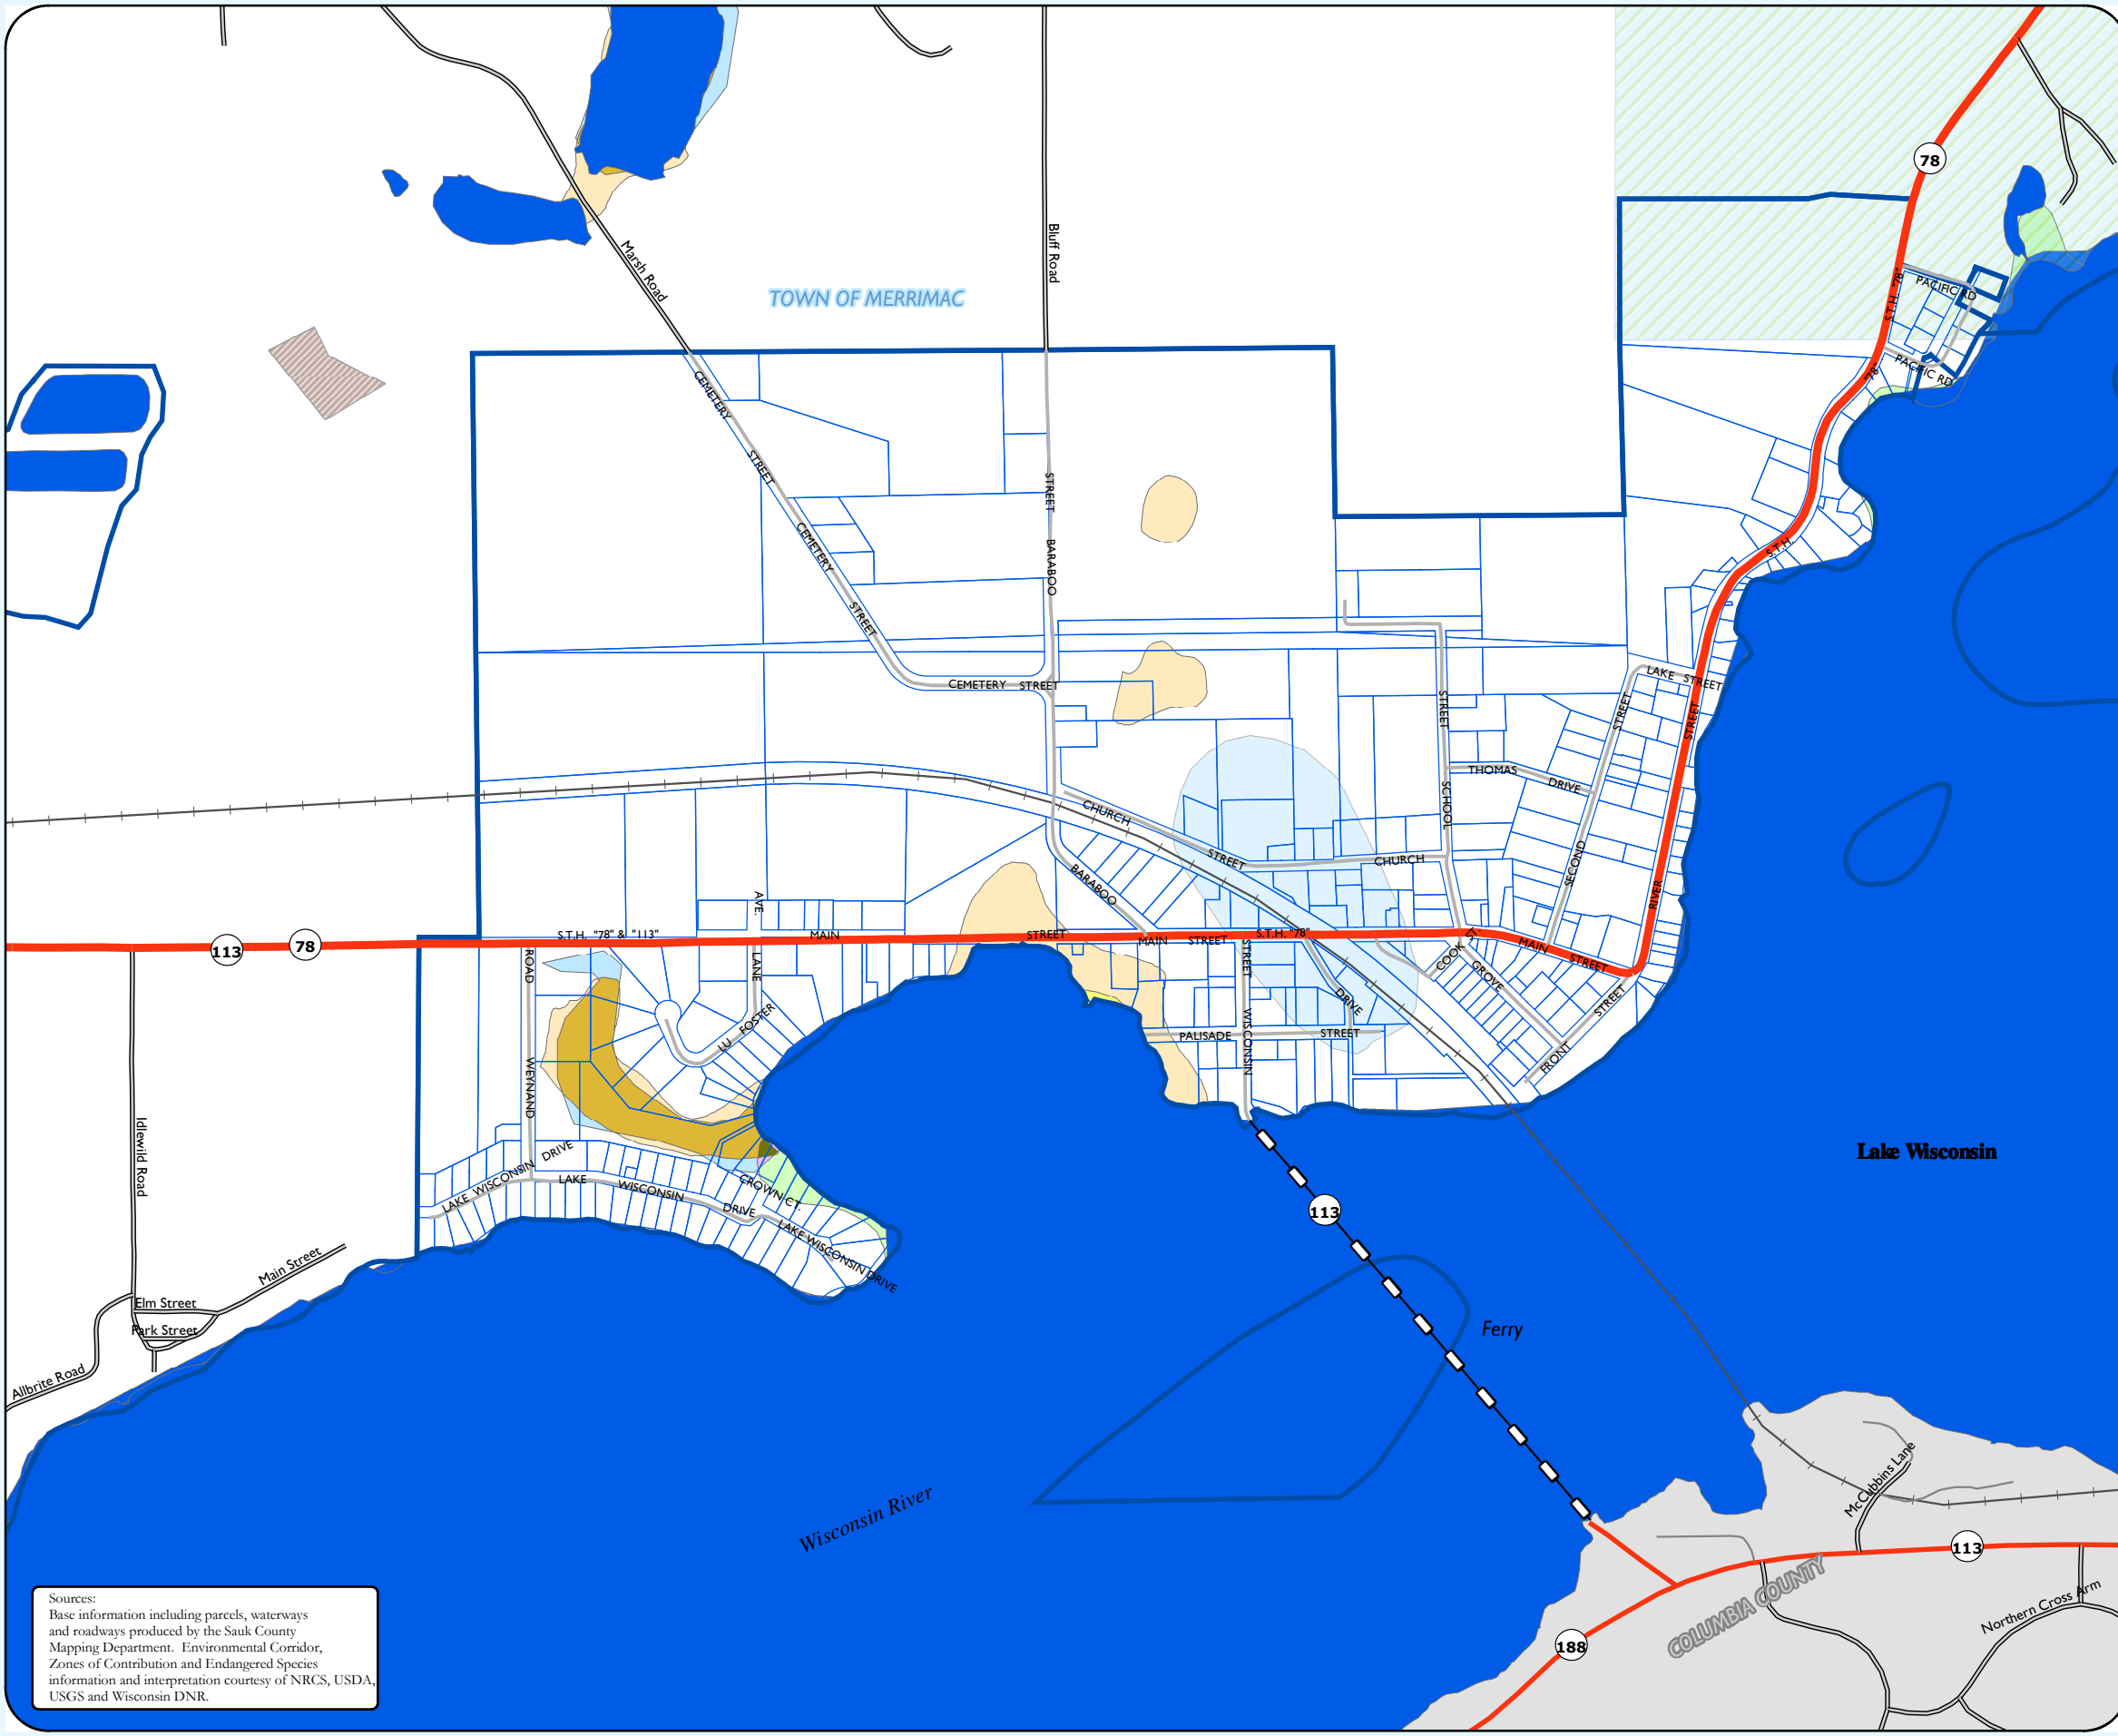 78
Marsh Road
Bluff Road
TOWN OF MERRIMAC
S.T.H. "78"
PACIFIC RD
PACIFIC RD
"78"
CEMETERY
STREET
STREET
BARABOO
CEMETERY
STREET
S.T.H.
CEMETERY STREET
LAKE STREET
STREET
STREET
STREET
THOMAS DRIVE
SCHOOL
CHURCH
STREET
CHURCH
BARABOO
SECOND
RIVER
AVE.
113
78
S.T.H. "78" & "113"
MAIN
STREET
MAIN
STREET
S.T.H. "78"
COOK ST.
MAIN
STREET
ROAD
LANE
STREET
GROVE
DRIVE
STREET
LU FOSTER
WISCONSIN
PALISADE
STREET
FRONT
WEYNAND
Idlewild Road
LAKE WISCONSIN DRIVE
LAKE WISCONSIN
DRIVE
CROWN CT.
LAKE WISCONSIN DRIVE
Lake Wisconsin
113
Main Street
Elm Street
Park Street
Allbrite Road
Ferry
Wisconsin River
McCubbins Lane
113
COLUMBIA COUNTY
Northern Cross Arm
188
Sources:
Base information including parcels, waterways
and roadways produced by the Sauk County
Mapping Department. Environmental Corridor,
Zones of Contribution and Endangered Species
information and interpretation courtesy of NRCS, USDA,
USGS and Wisconsin DNR.